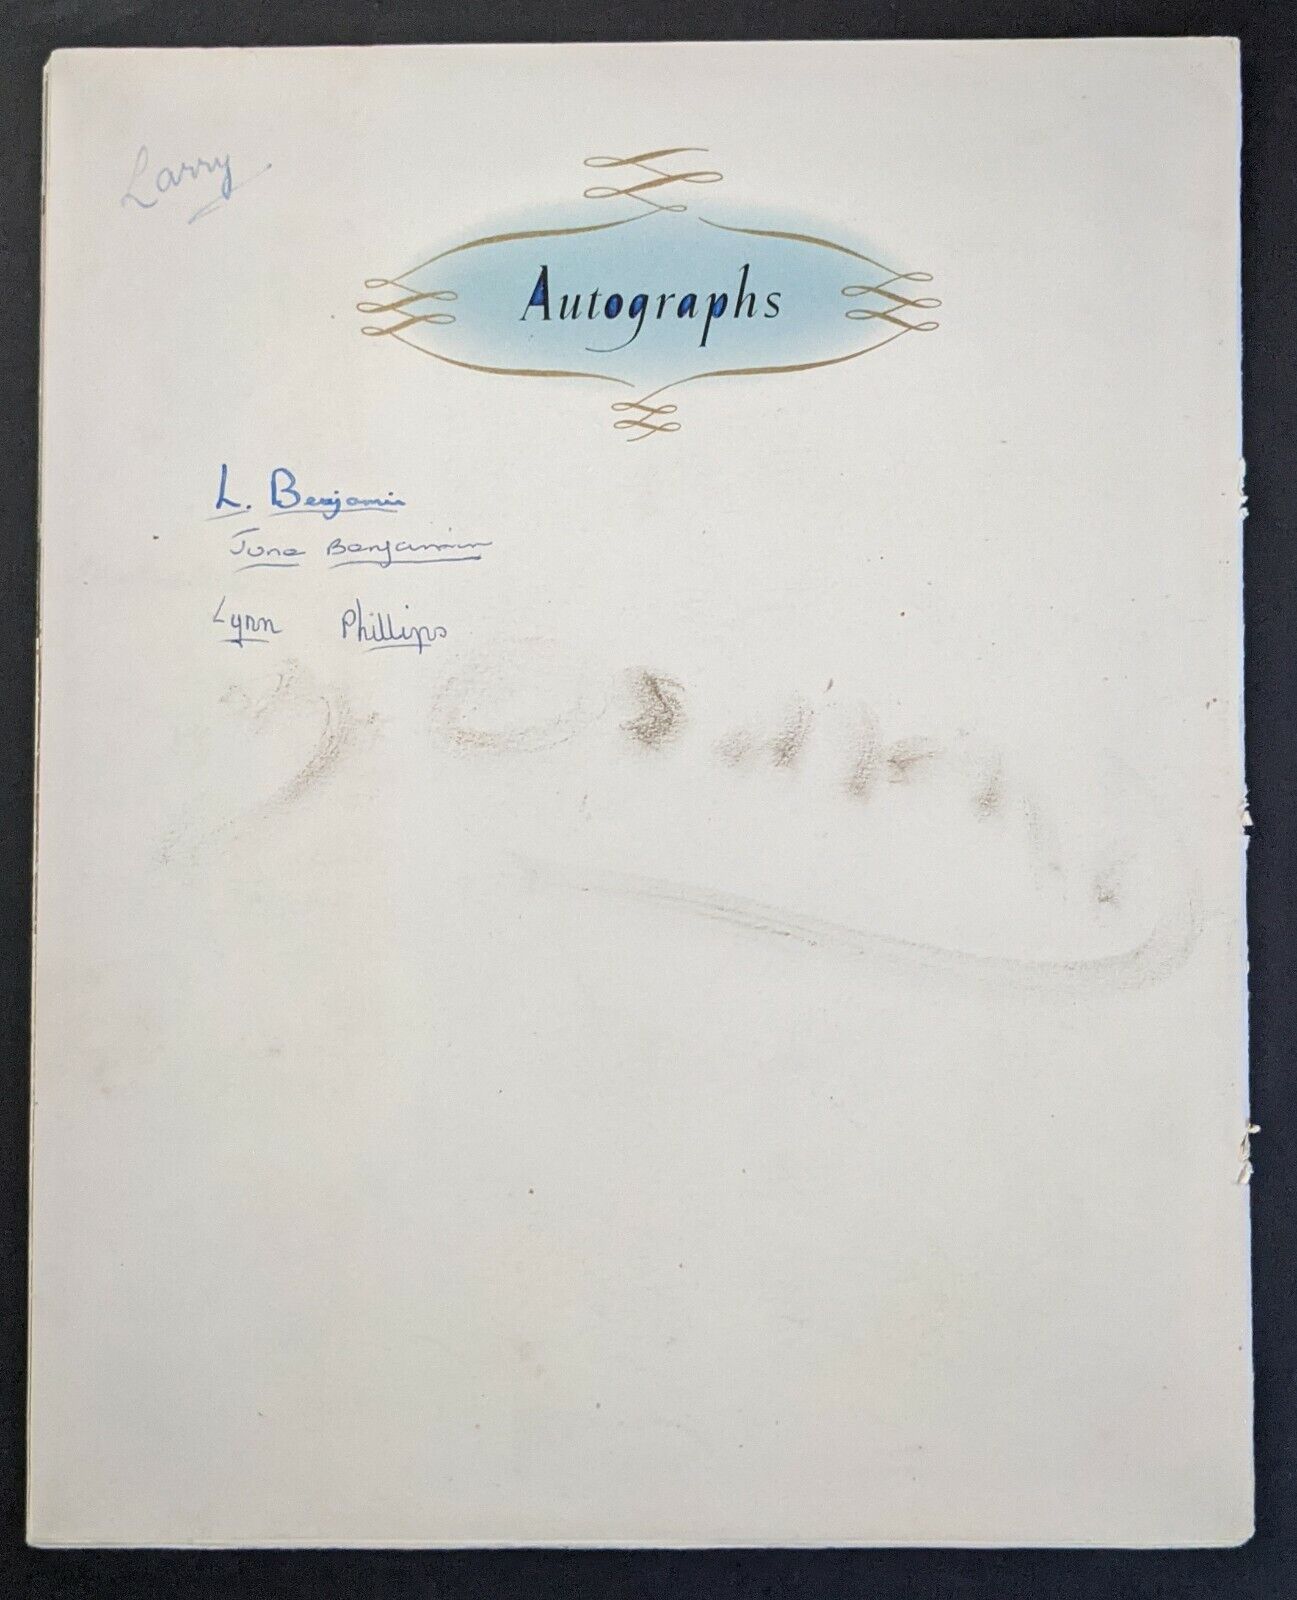 Larry
Autographs
L. Benjamin
June Benjamin
Lynn Phillips